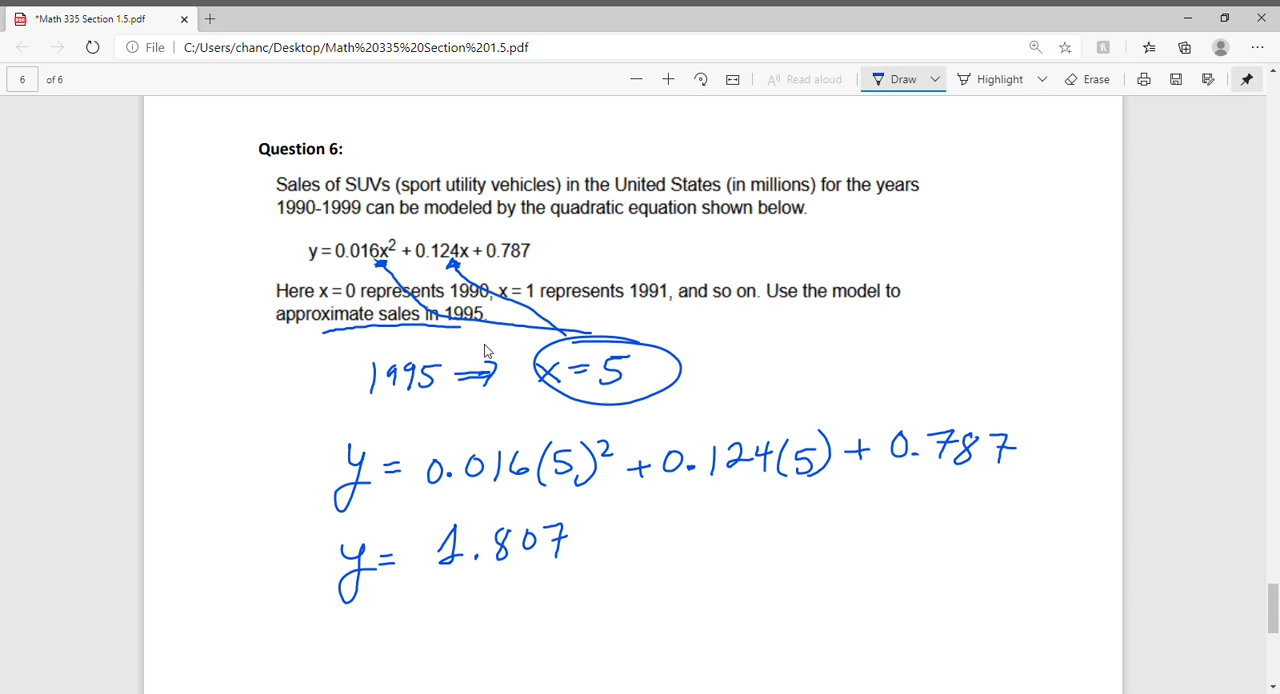 *Math 335 Section 1.5.pdf
File | C:/Users/chanc/Desktop/Math%20335%20Section%201.5.pdf
6 of 6 Read aloud Draw Highlight Erase
Question 6:
Sales of SUVs (sport utility vehicles) in the United States (in millions) for the years
1990-1999 can be modeled by the quadratic equation shown below.
y = 0.016x² + 0.124x + 0.787
Here x = 0 represents 1990, x = 1 represents 1991, and so on. Use the model to
approximate sales in 1995.
1995 ⇒ x = 5
y = 0.016(5)² + 0.124(5) + 0.787
y = 1.807